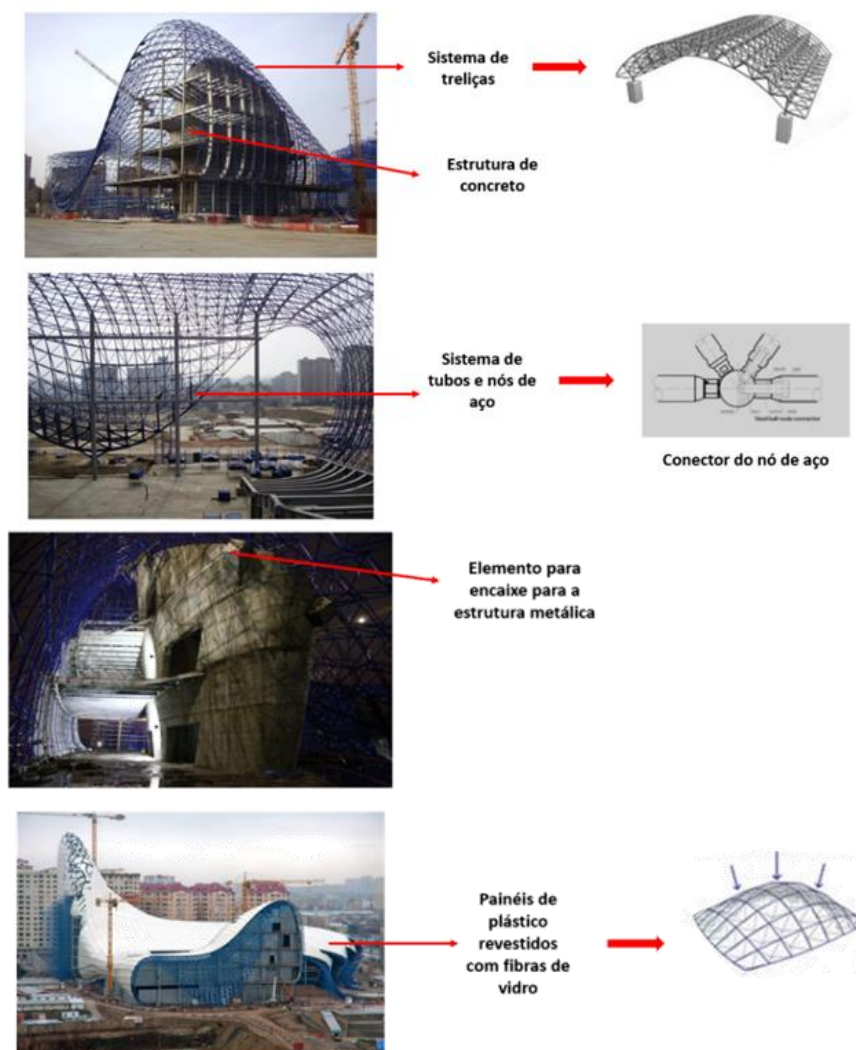 Sistema de
treliças
Estrutura de
concreto
Sistema de
tubos e nós de
aço
Conector do nó de aço
Elemento para
encaixe para a
estrutura metálica
Painéis de
plástico
revestidos
com fibras de
vidro